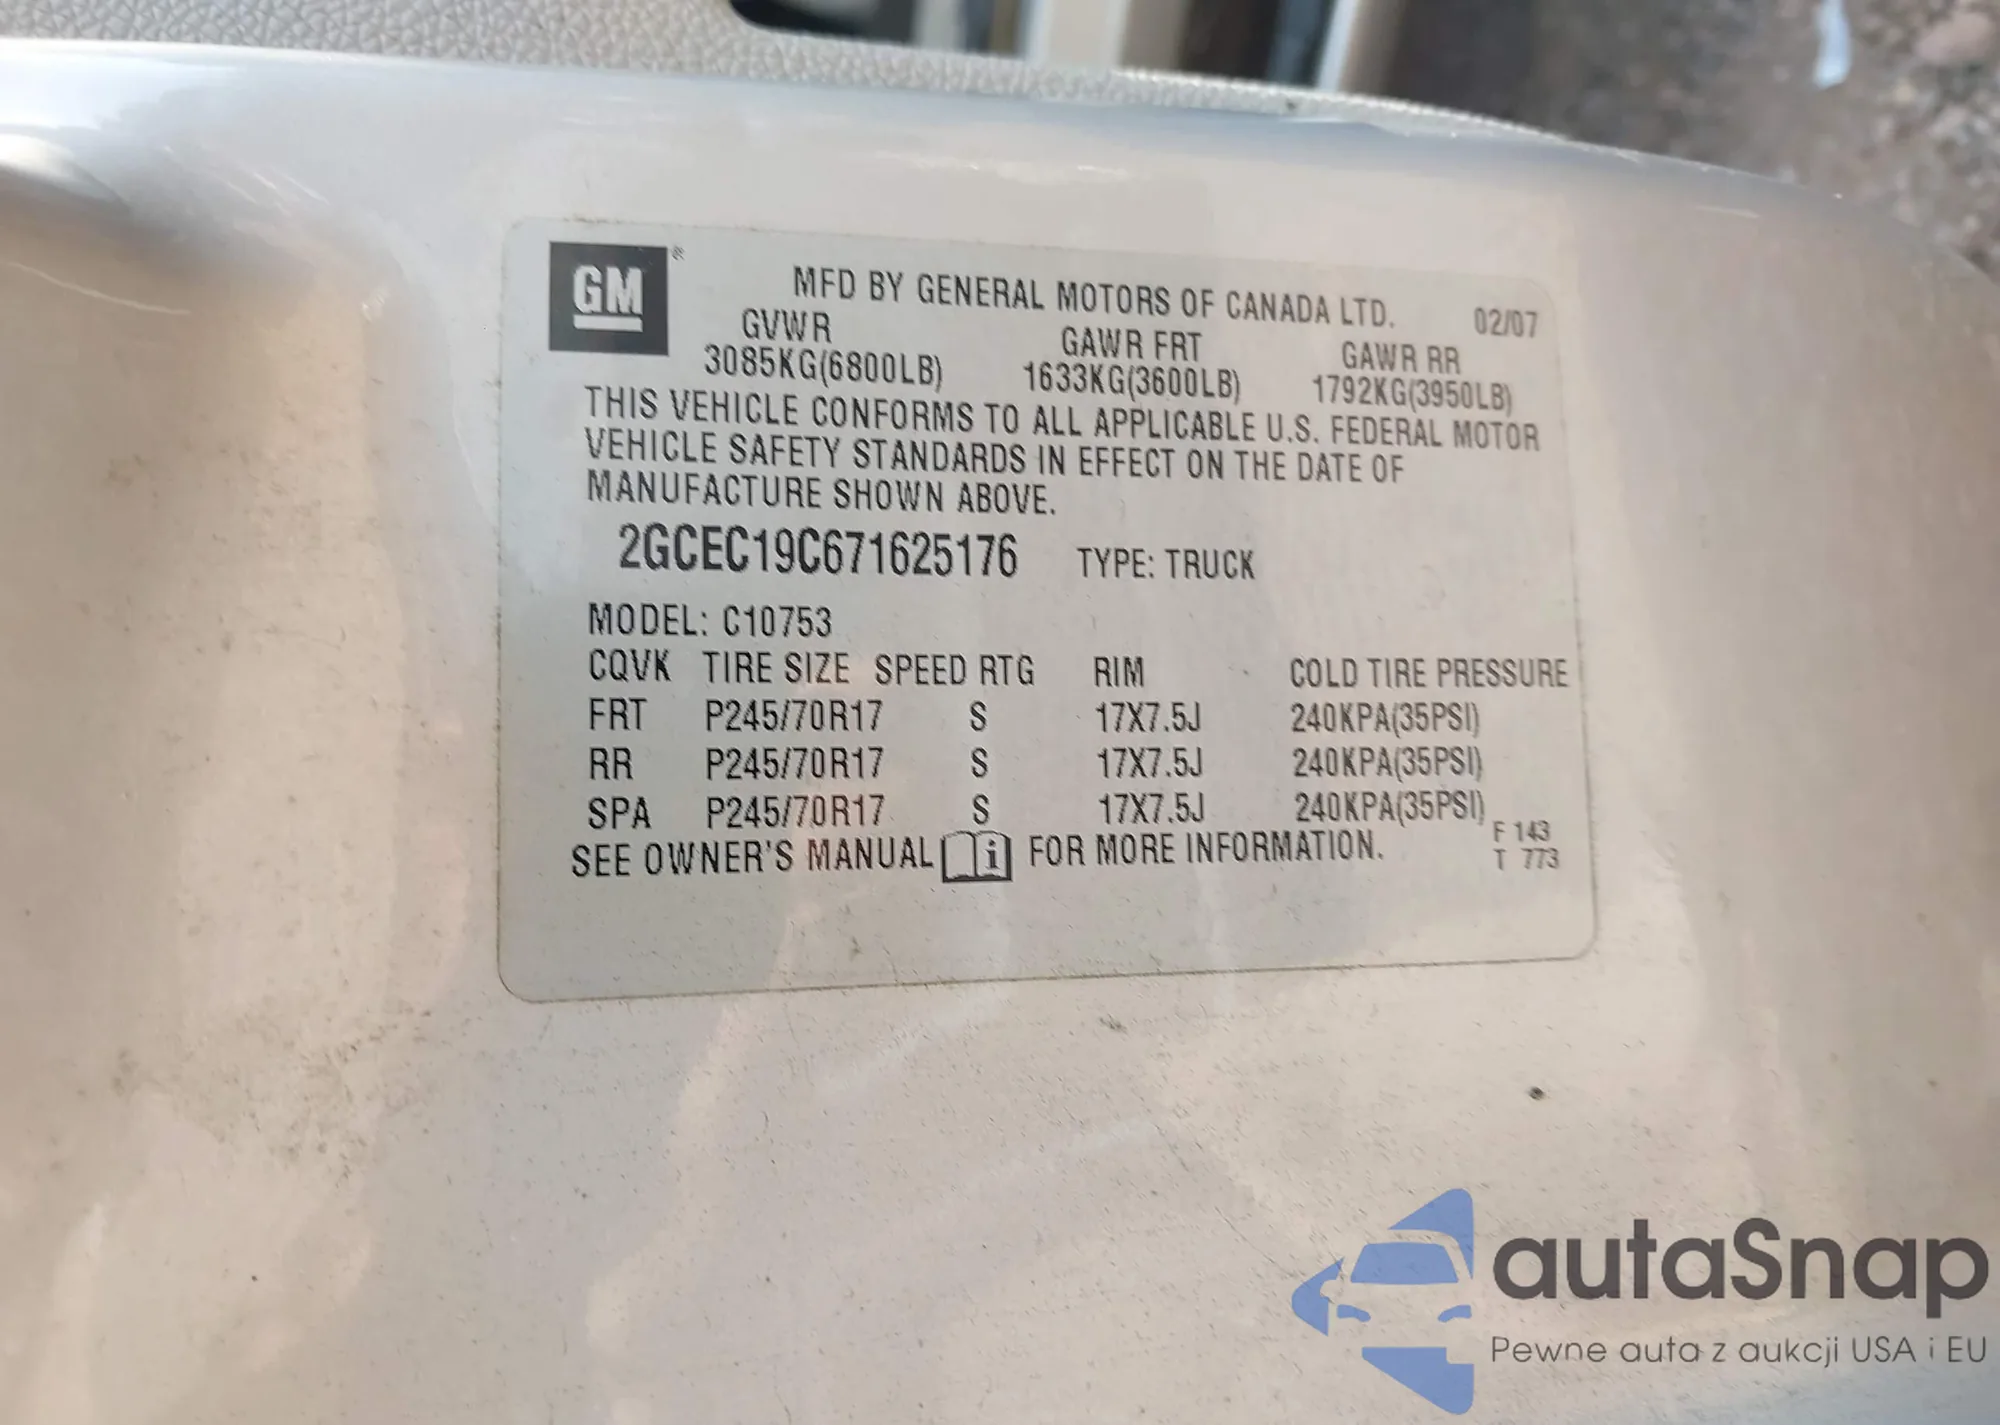 GM®
MFD BY GENERAL MOTORS OF CANADA LTD. 02/07
GVWR GAWR FRT GAWR RR
3085KG(6800LB) 1633KG(3600LB) 1792KG(3950LB)
THIS VEHICLE CONFORMS TO ALL APPLICABLE U.S. FEDERAL MOTOR
VEHICLE SAFETY STANDARDS IN EFFECT ON THE DATE OF
MANUFACTURE SHOWN ABOVE.
2GCEC19C671625176 TYPE: TRUCK
MODEL: C10753
CQVK TIRE SIZE SPEED RTG RIM COLD TIRE PRESSURE
FRT P245/70R17 S 17X7.5J 240KPA(35PSI)
RR P245/70R17 S 17X7.5J 240KPA(35PSI)
SPA P245/70R17 S 17X7.5J 240KPA(35PSI)
SEE OWNER'S MANUAL i FOR MORE INFORMATION.
F 143
T 773
autaSnap
Pewne auta z aukcji USA i EU